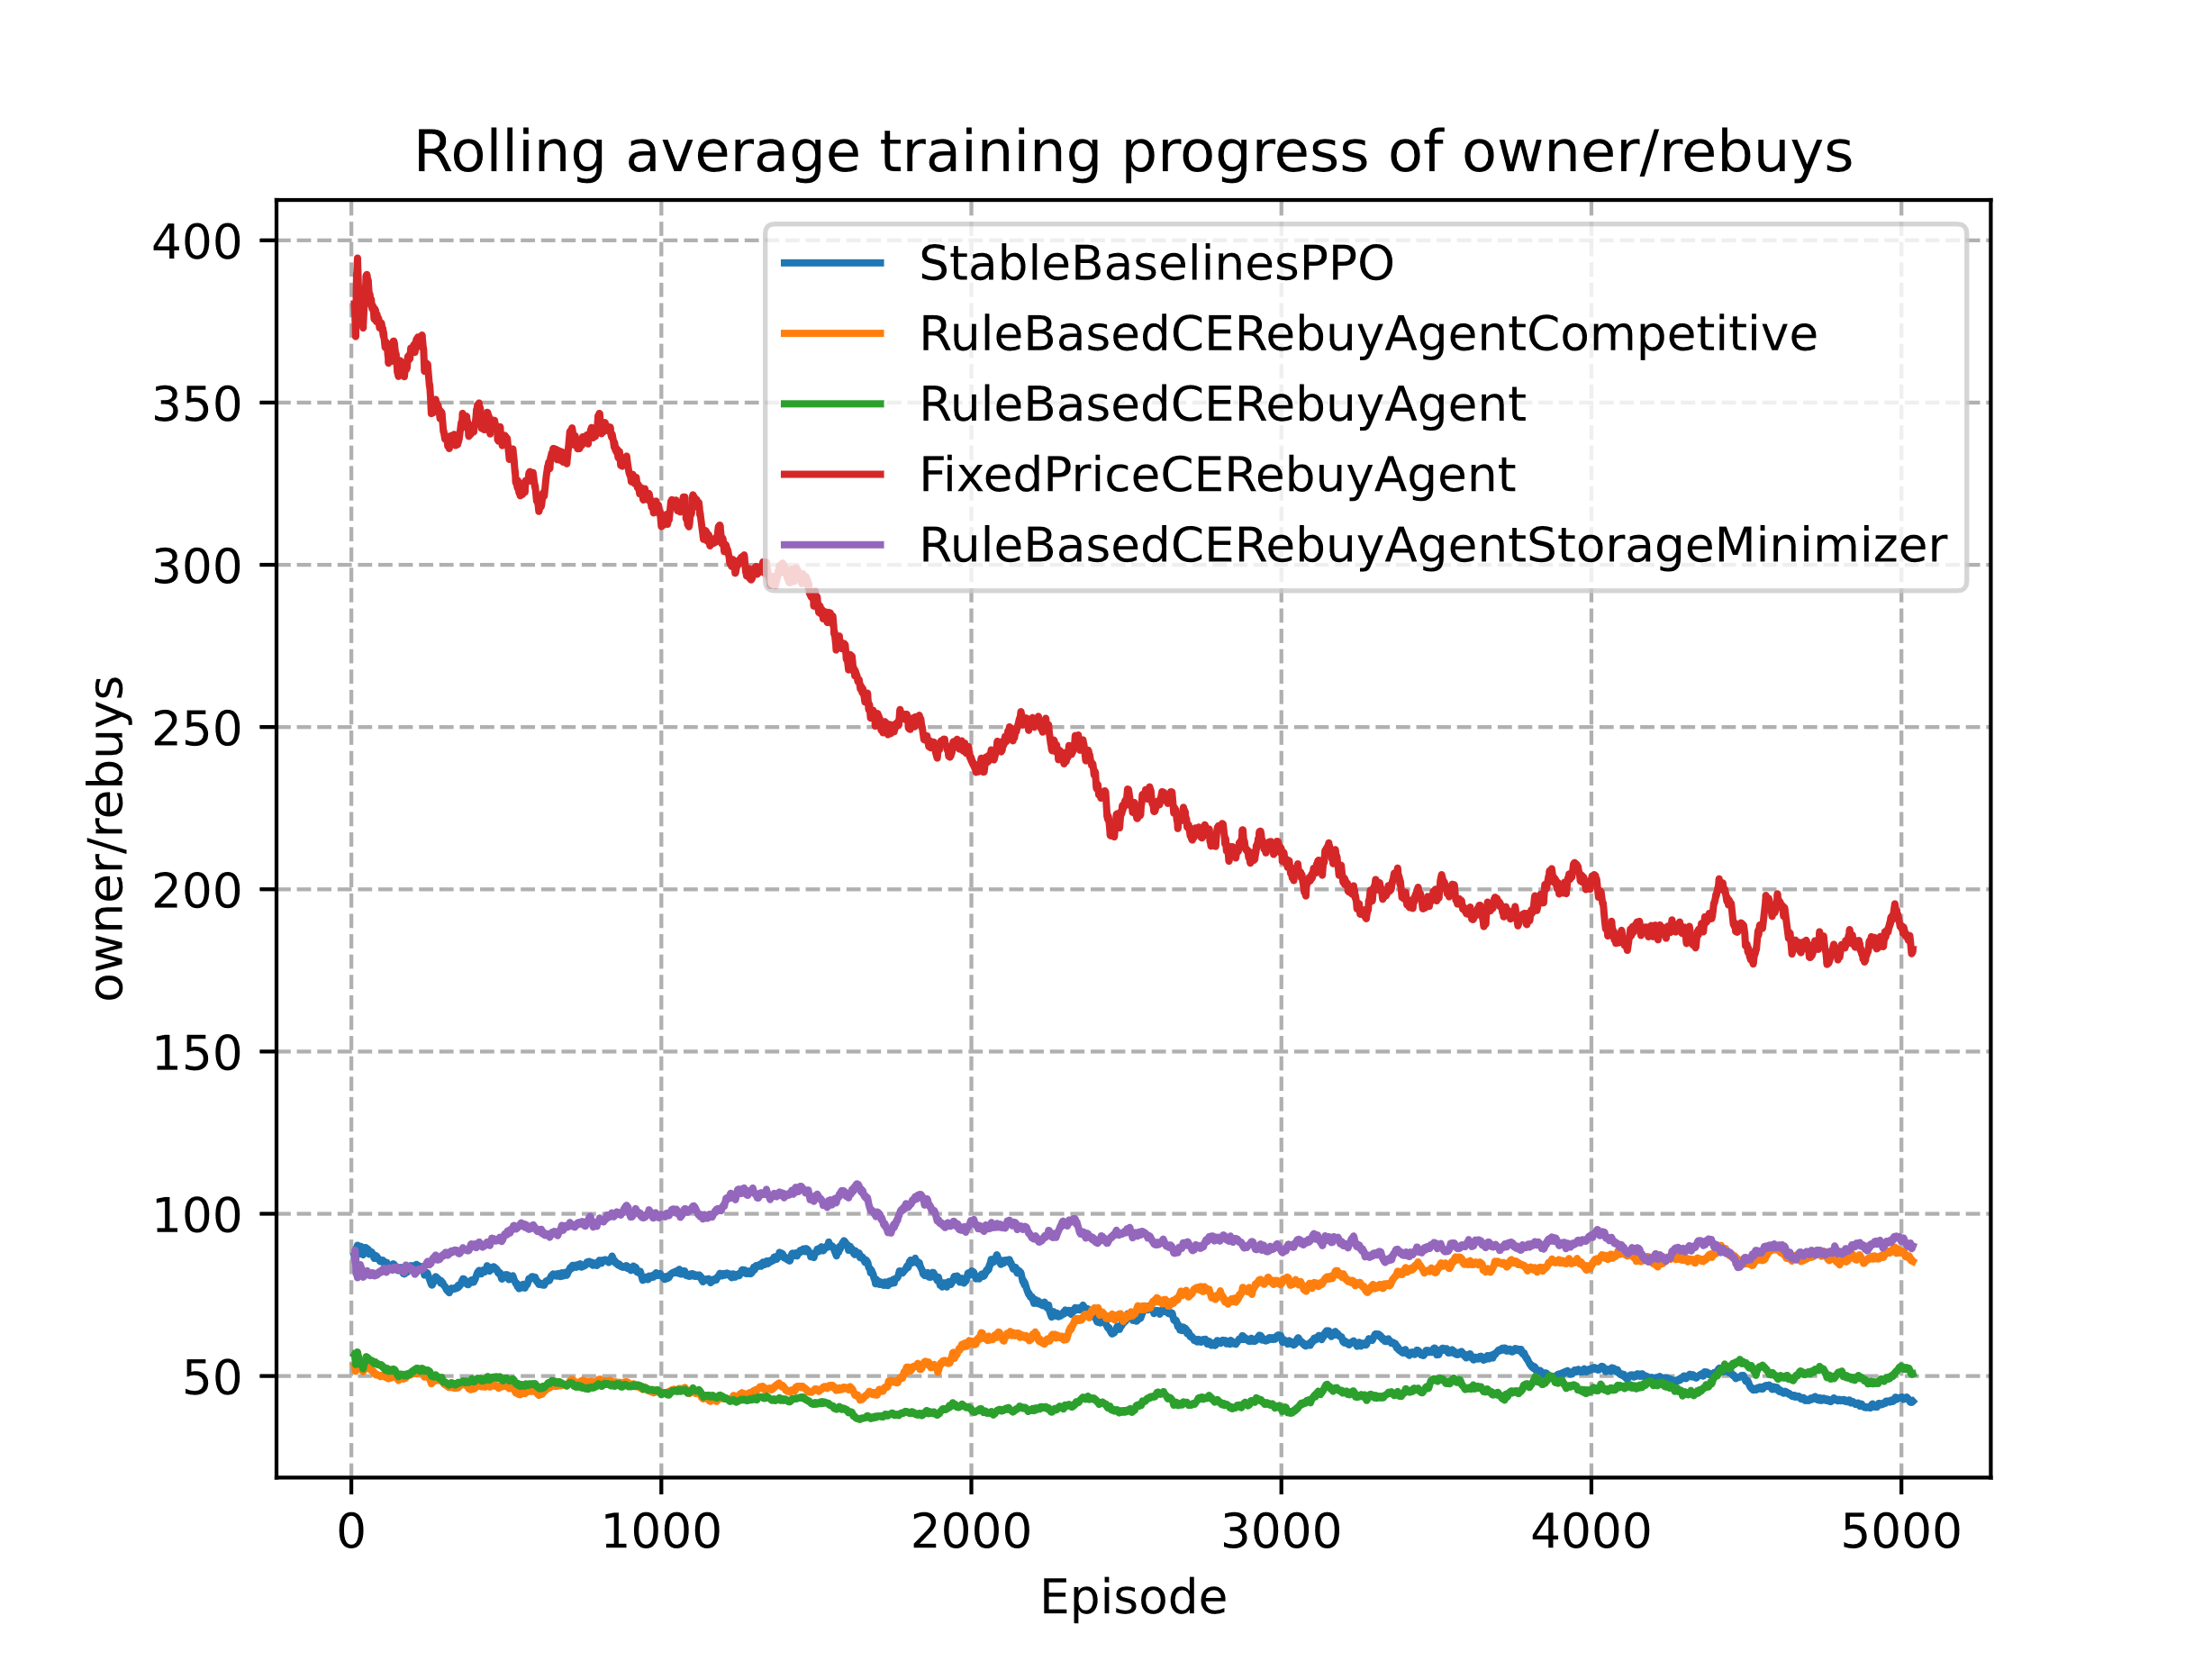 Rolling average training progress of owner/rebuys
400
350
300
250
200
150
100
50
owner/rebuys
StableBaselinesPPO
RuleBasedCERebuyAgentCompetitive
RuleBasedCERebuyAgent
FixedPriceCERebuyAgent
RuleBasedCERebuyAgentStorageMinimizer
0 1000 2000 3000 4000 5000
Episode